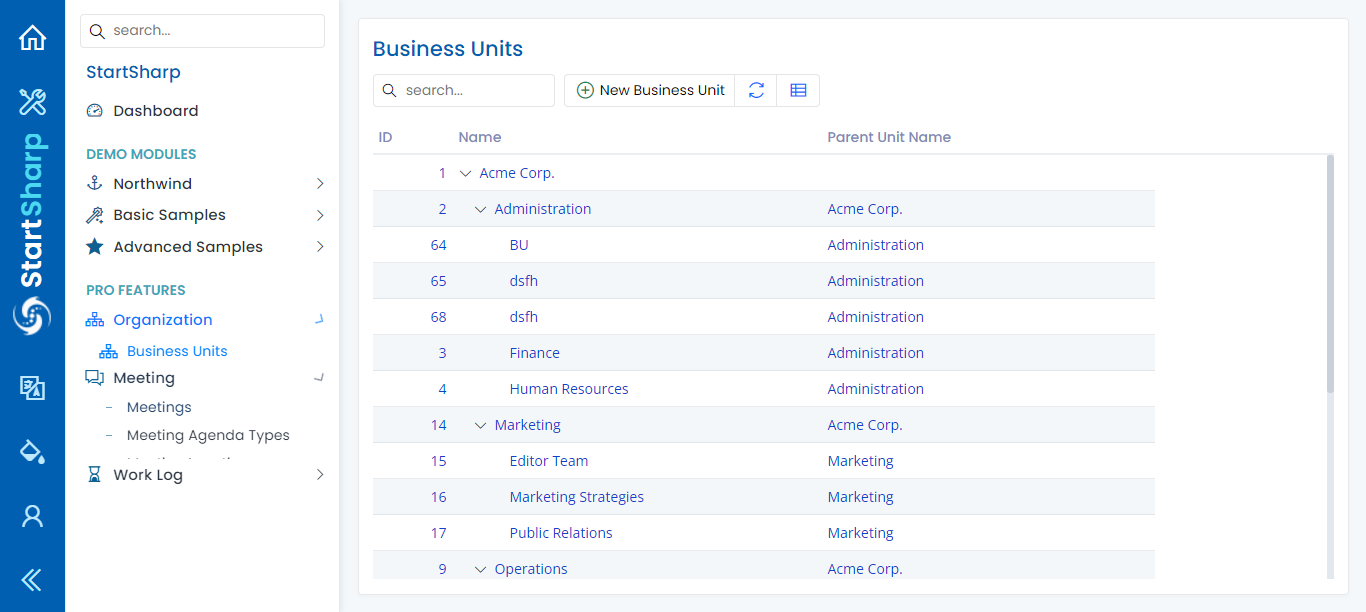 StartSharp
search...
StartSharp
Dashboard
DEMO MODULES
Northwind
Basic Samples
Advanced Samples
PRO FEATURES
Organization
Business Units
Meeting
Meetings
Meeting Agenda Types
Work Log
Business Units
search...
New Business Unit
ID Name Parent Unit Name
1 Acme Corp.
2 Administration Acme Corp.
64 BU Administration
65 dsfh Administration
68 dsfh Administration
3 Finance Administration
4 Human Resources Administration
14 Marketing Acme Corp.
15 Editor Team Marketing
16 Marketing Strategies Marketing
17 Public Relations Marketing
9 Operations Acme Corp.